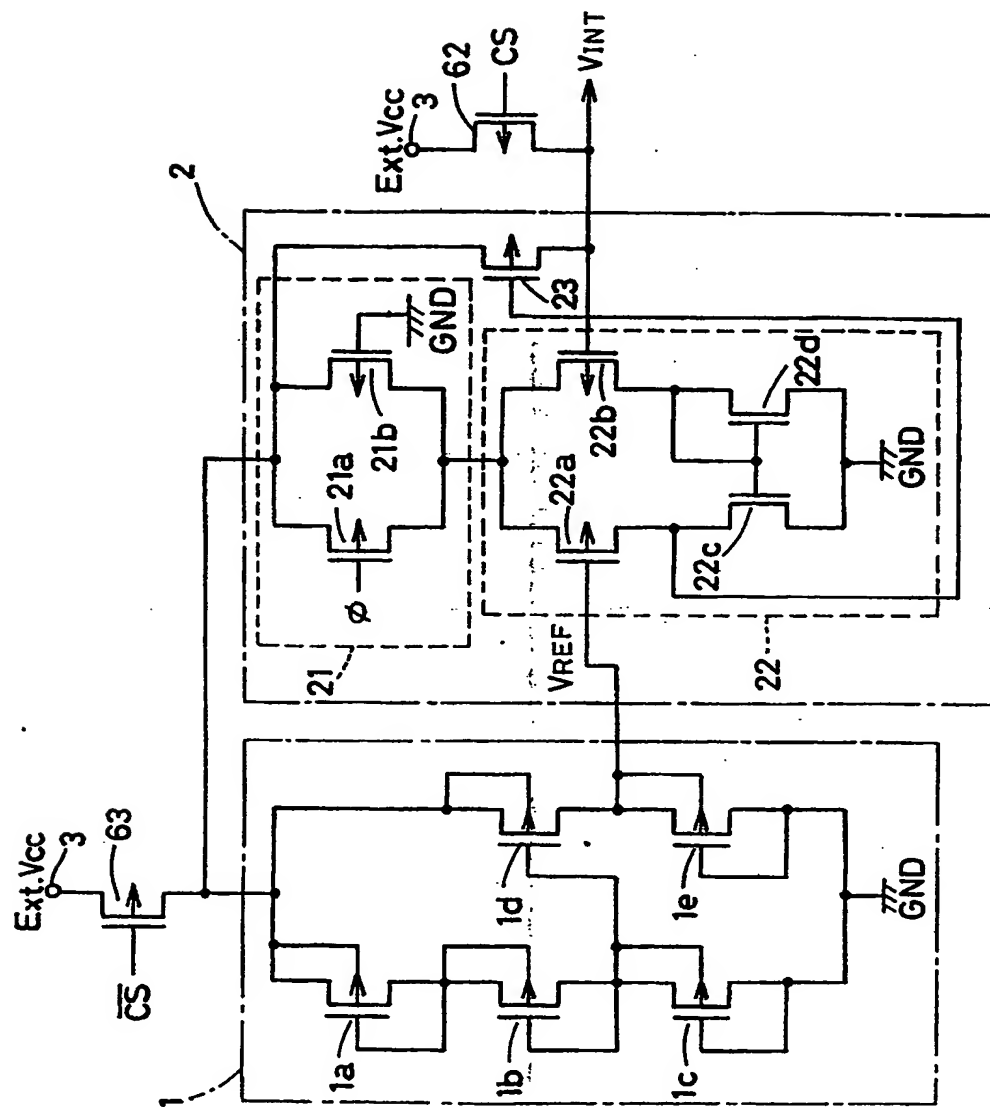 Ext.Vcc
3
63
C̅S̅
1
1a
1b
1c
1d
1e
GND
2
Ext.Vcc
3
62
CS
VINT
21
21a
21b
ø
GND
23
VREF
22
22a
22b
22c
22d
GND